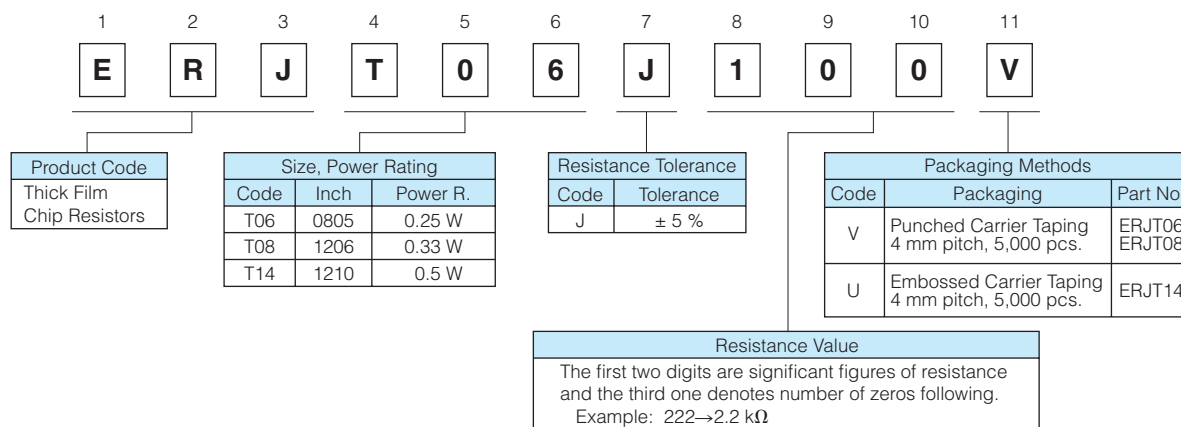 1 2 3 4 5 6 7 8 9 10 11
E R J T 0 6 J 1 0 0 V
Product Code
Thick Film
Chip Resistors
Size, Power Rating
Code Inch Power R.
T06 0805 0.25 W
T08 1206 0.33 W
T14 1210 0.5 W
Resistance Tolerance
Code Tolerance
J ± 5 %
Packaging Methods
Code Packaging Part No.
V Punched Carrier Taping
4 mm pitch, 5,000 pcs.
ERJT06
ERJT08
U Embossed Carrier Taping
4 mm pitch, 5,000 pcs.
ERJT14
Resistance Value
The first two digits are significant figures of resistance
and the third one denotes number of zeros following.
Example: 222→2.2 kΩ